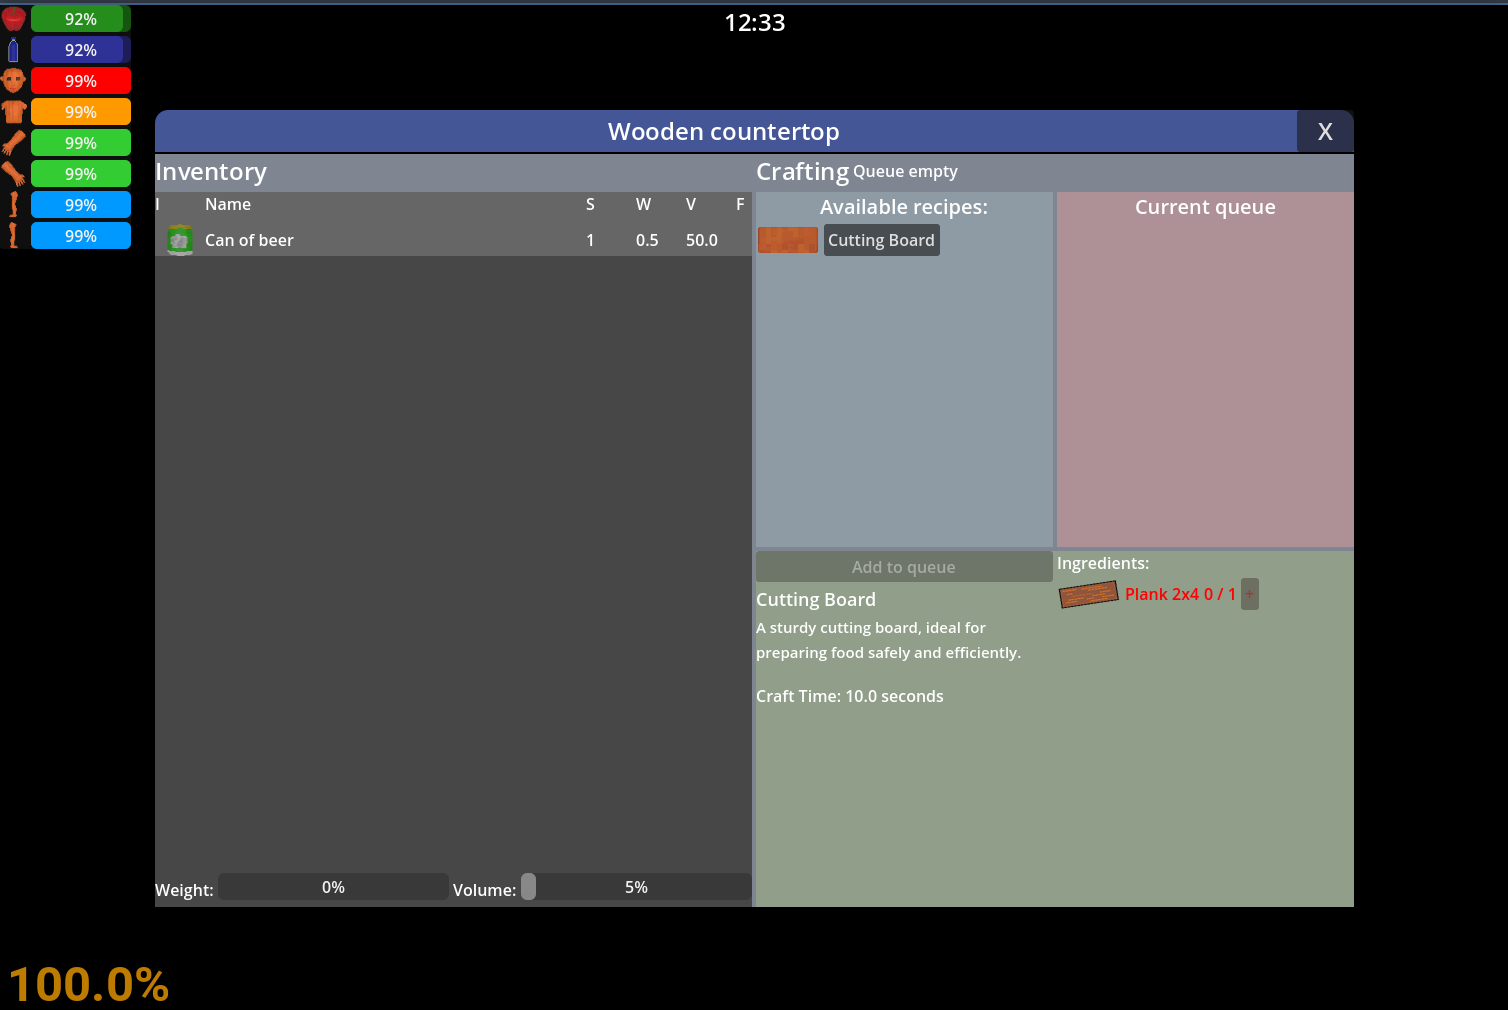 92%
92%
99%
99%
99%
99%
99%
99%
12:33
Wooden countertop
X
Inventory
I Name S W V F
Can of beer 1 0.5 50.0
Weight: 0% Volume: 5%
Crafting Queue empty
Available recipes:
Cutting Board
Current queue
Add to queue
Cutting Board
A sturdy cutting board, ideal for
preparing food safely and efficiently.
Craft Time: 10.0 seconds
Ingredients:
Plank 2x4 0 / 1 +
100.0%